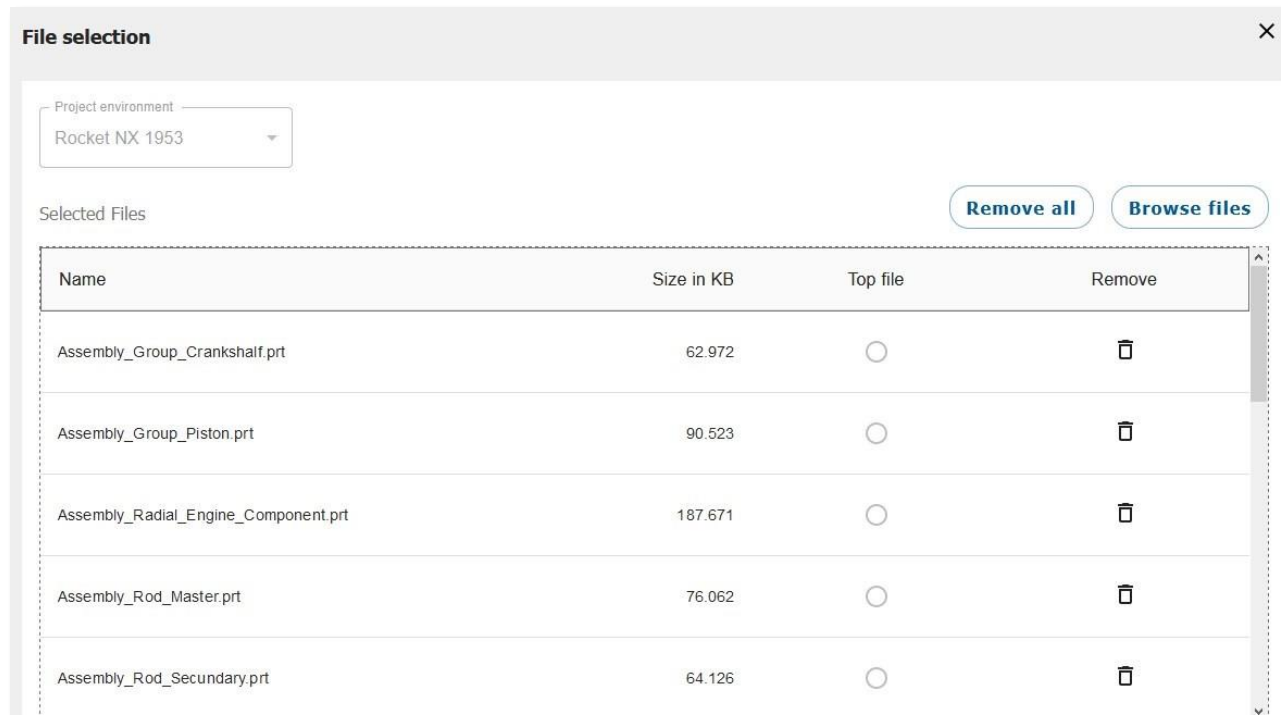 File selection
Project environment
Rocket NX 1953
Selected Files
Remove all
Browse files
Name Size in KB Top file Remove
Assembly_Group_Crankshalf.prt 62.972
Assembly_Group_Piston.prt 90.523
Assembly_Radial_Engine_Component.prt 187.671
Assembly_Rod_Master.prt 76.062
Assembly_Rod_Secundary.prt 64.126